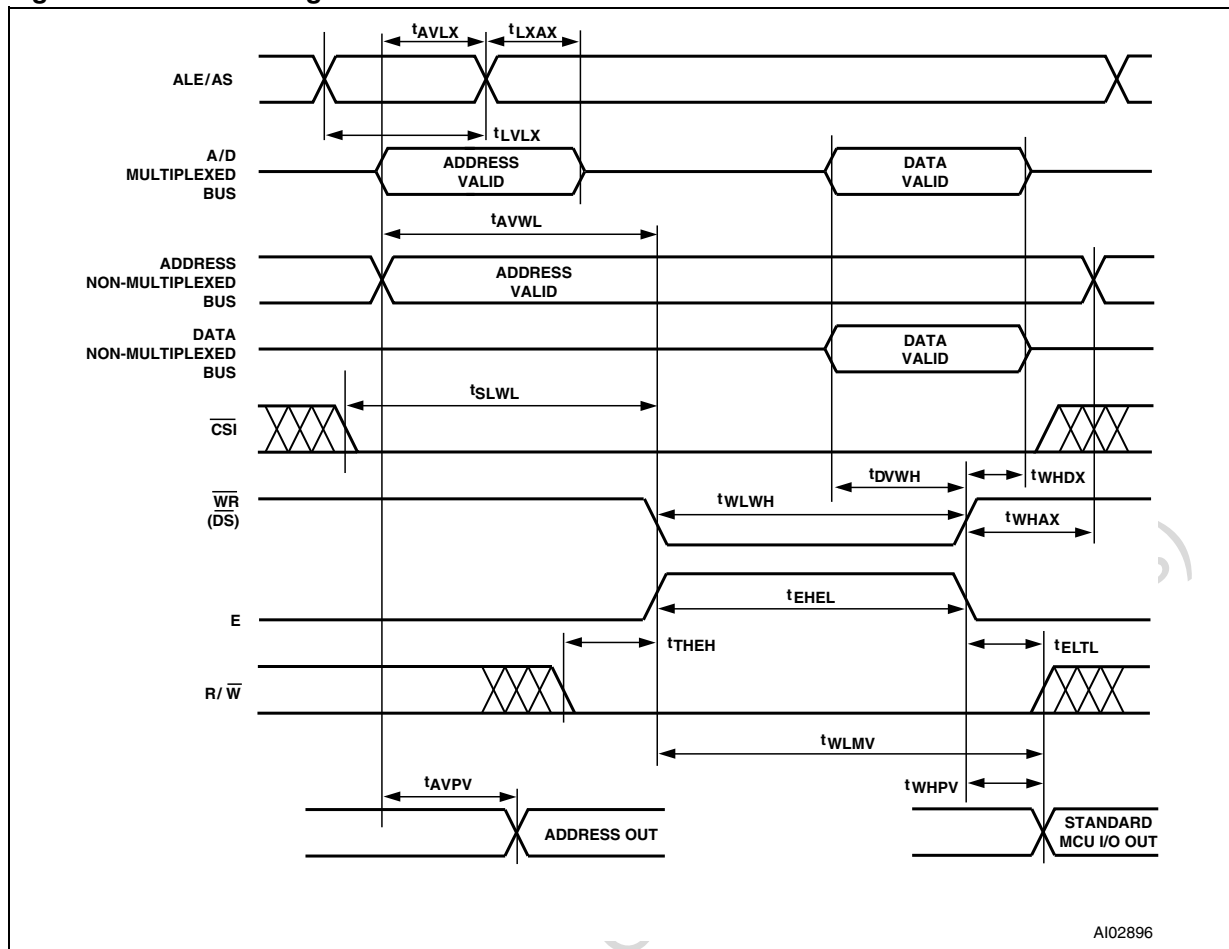 tAVLX
tLXAX
ALE/AS
tLVLX
A/D
MULTIPLEXED
BUS
ADDRESS
VALID
DATA
VALID
tAVWL
ADDRESS
NON-MULTIPLEXED
BUS
ADDRESS
VALID
DATA
NON-MULTIPLEXED
BUS
DATA
VALID
tSLWL
CSI
tDVWH
tWHDX
WR
(DS)
tWLWH
tWHAX
E
tEHEL
tTHEH
tELTL
R/ W
tWLMV
tAVPV
tWHPV
ADDRESS OUT
STANDARD
MCU I/O OUT
AI02896